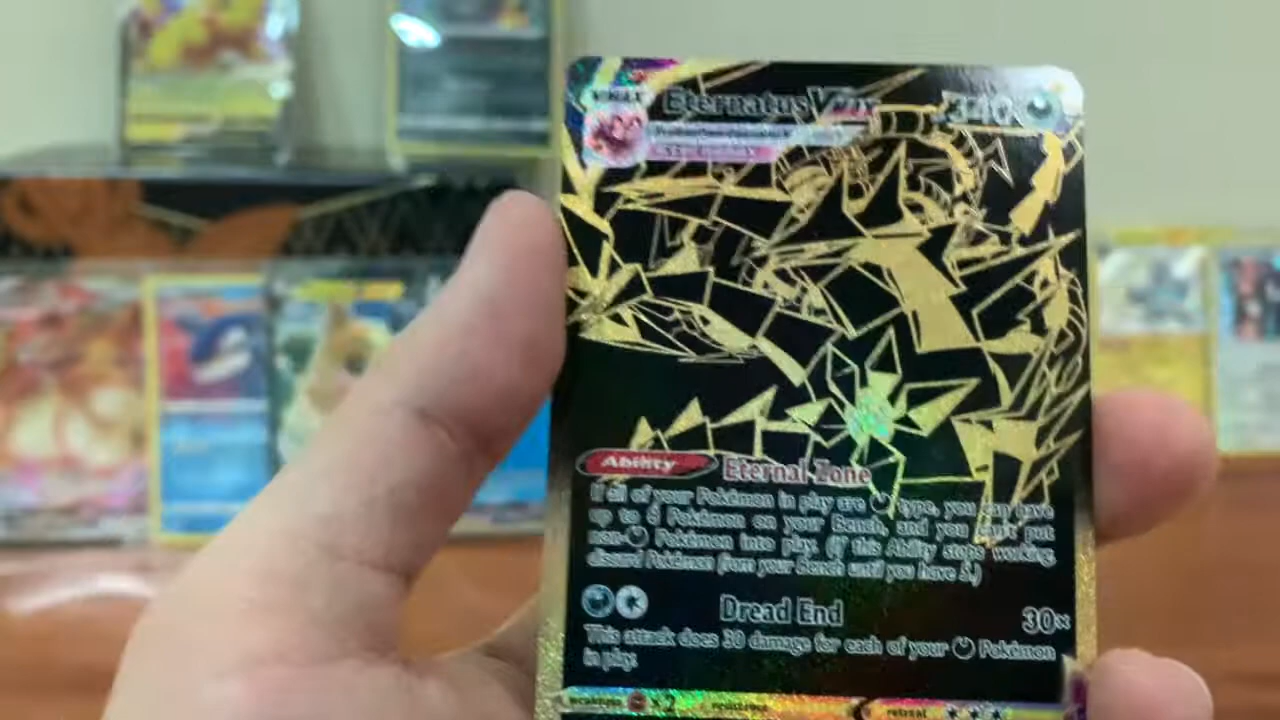 VMAX
EternatusVMAX
340
Ability
Eternal Zone
If all of your Pokémon in play are type, you can have
up to 8 Pokémon on your Bench, and you can't put
non- Pokémon into play. (If this Ability stops working,
discard Pokémon from your Bench until you have 5.)
Dread End
30×
This attack does 30 damage for each of your Pokémon
in play.
weakness ×2 resistance retreat